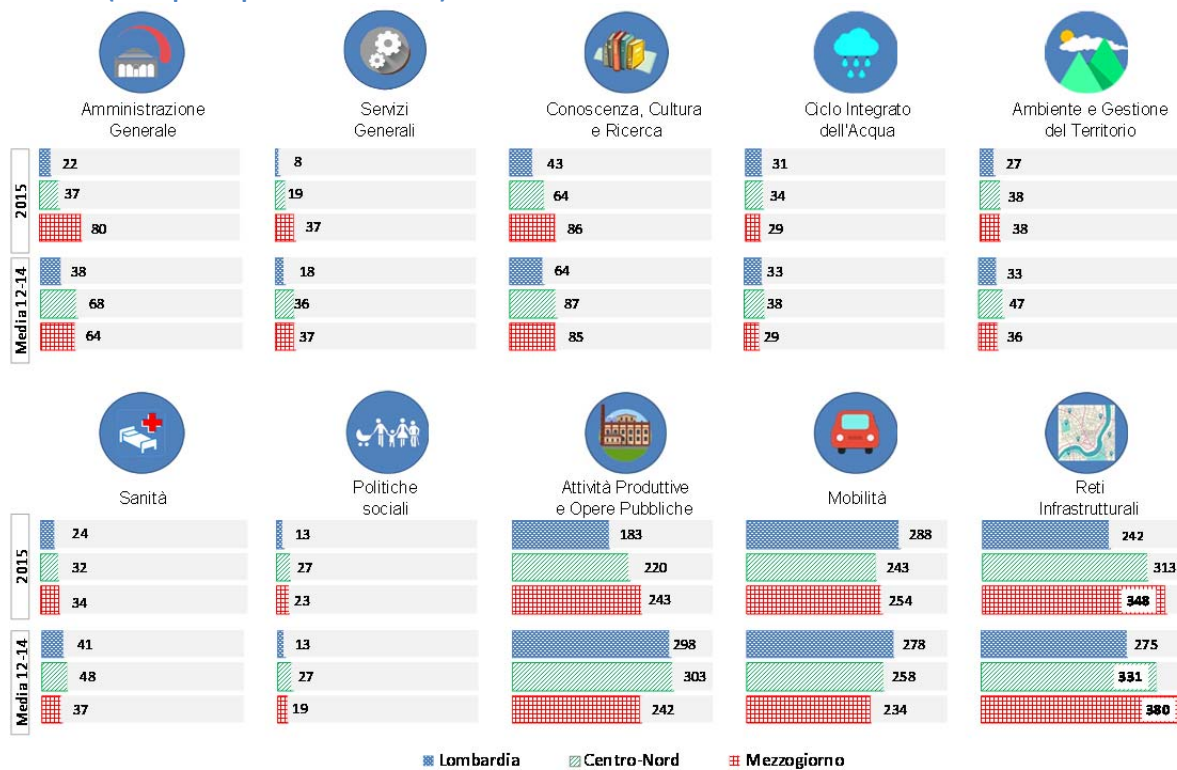 Amministrazione
Generale
Servizi
Generali
Conoscenza, Cultura
e Ricerca
Ciclo Integrato
dell'Acqua
Ambiente e Gestione
del Territorio
2015
22
8
43
31
27
37
19
64
34
38
80
37
86
29
38
Media 12-14
38
18
64
33
33
68
36
87
38
47
64
37
85
29
36
Sanità
Politiche
sociali
Attività Produttive
e Opere Pubbliche
Mobilità
Reti
Infrastrutturali
2015
24
13
183
288
242
32
27
220
243
313
34
23
243
254
348
Media 12-14
41
13
298
278
275
48
27
303
258
331
37
19
242
234
380
Lombardia
Centro-Nord
Mezzogiorno